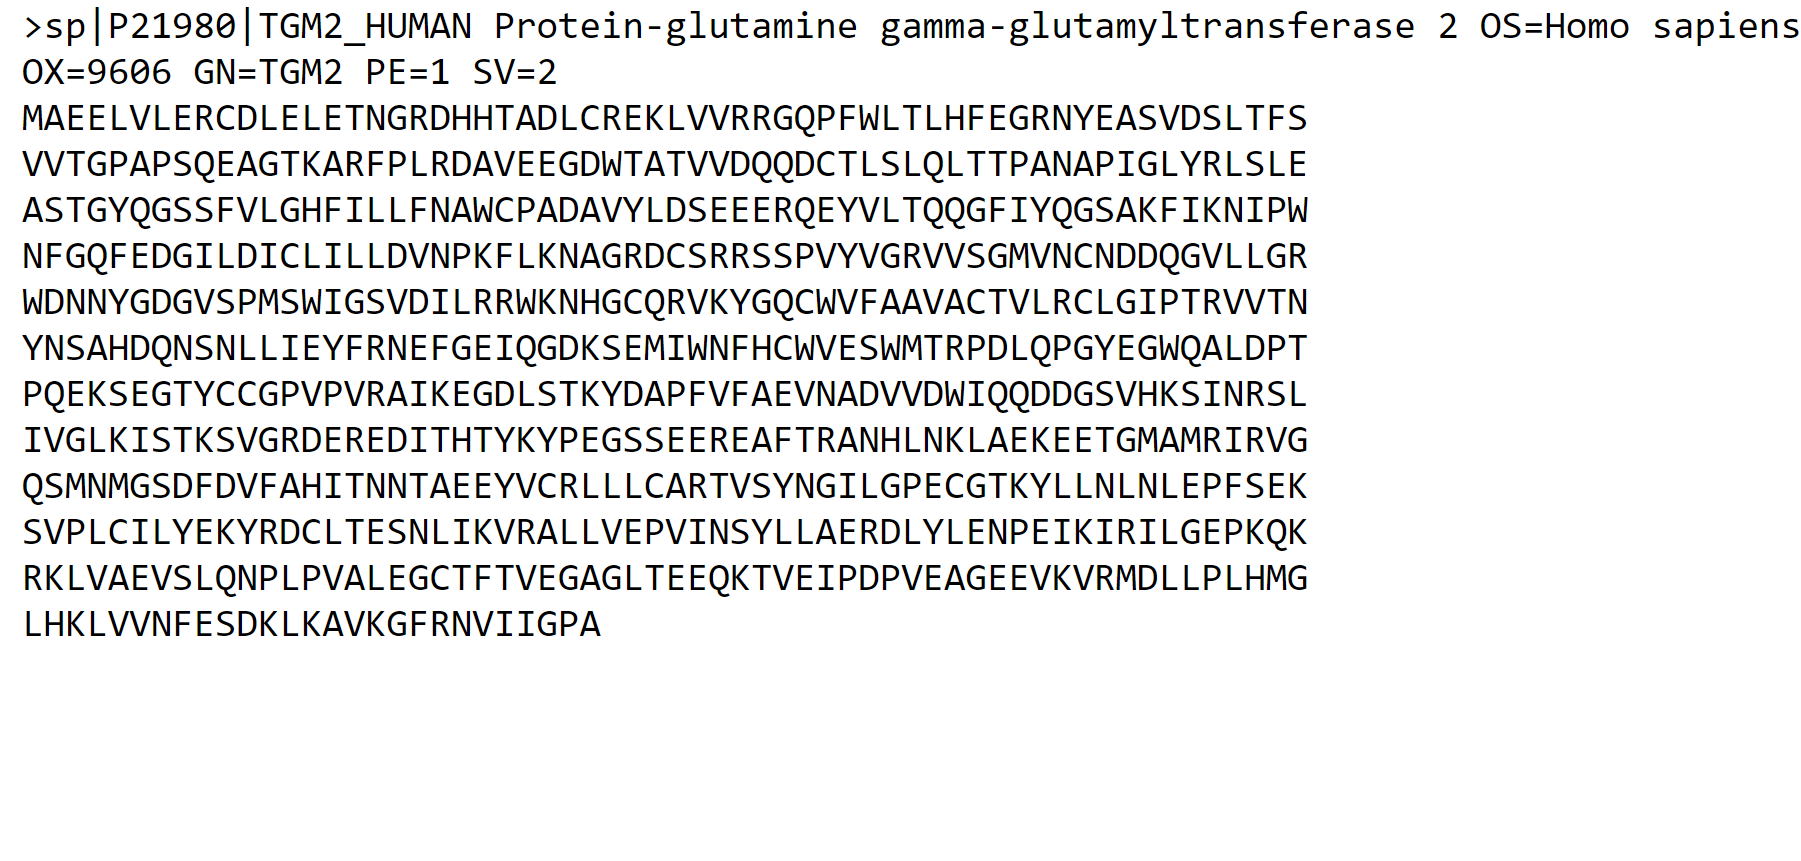 >sp|P21980|TGM2_HUMAN Protein-glutamine gamma-glutamyltransferase 2 OS=Homo sapiens
OX=9606 GN=TGM2 PE=1 SV=2
MAEELVLERCDLELETNGRDHHTADLCREKLVVRRGQPFWLTLHFEGRNYEASVDSLTFS
VVTGPAPSQEAGTKARFPLRDAVEEGDWTATVVDQQDCTLSLQLTTPANAPIGLYRLSLE
ASTGYQGSSFVLGHFILLFNAWCPADAVYLDSEEERQEYVLTQQGFIYQGSAKFIKNIPW
NFGQFEDGILDICLILLDVNPKFLKNAGRDCSRRSSPVYVGRVVSGMVNCNDDQGVLLGR
WDNNYGDGVSPMSWIGSVDILRRWKNHGCQRVKYGQCWVFAAVACTVLRCLGIPTRVVTN
YNSAHDQNSNLLIEYFRNEFGEIQGDKSEMIWNFHCWVESWMTRPDLQPGYEGWQALDPT
PQEKSEGTYCCGPVPVRAIKEGDLSTKYDAPFVFAEVNADVVDWIQQDDGSVHKSINRSL
IVGLKISTKSVGRDEREDITHTYKYPEGSSEEREAFTRANHLNKLAEKEETGMAMRIRVG
QSMNMGSDFDVFAHITNNTAEEYVCRLLLCARTVSYNGILGPECGTKYLLNLNLEPFSEK
SVPLCILYEKYRDCLTESNLIKVRALLVEPVINSYLLAERDLYLENPEIKIRILGEPKQK
RKLVAEVSLQNPLPVALEGCTFTVEGAGLTEEQKTVEIPDPVEAGEEVKVRMDLLPLHMG
LHKLVVNFESDKLKAVKGFRNVIIGPA